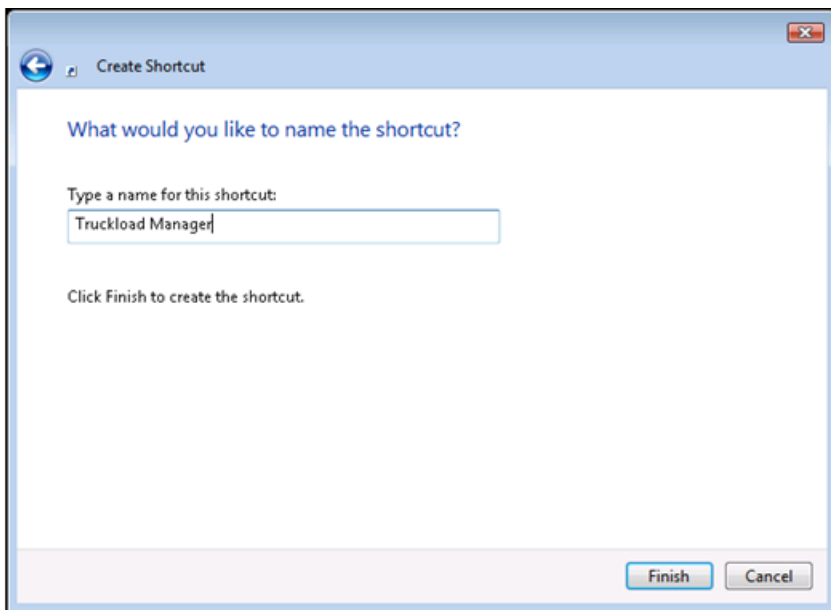 Create Shortcut
What would you like to name the shortcut?
Type a name for this shortcut:
Truckload Manager
Click Finish to create the shortcut.
Finish
Cancel